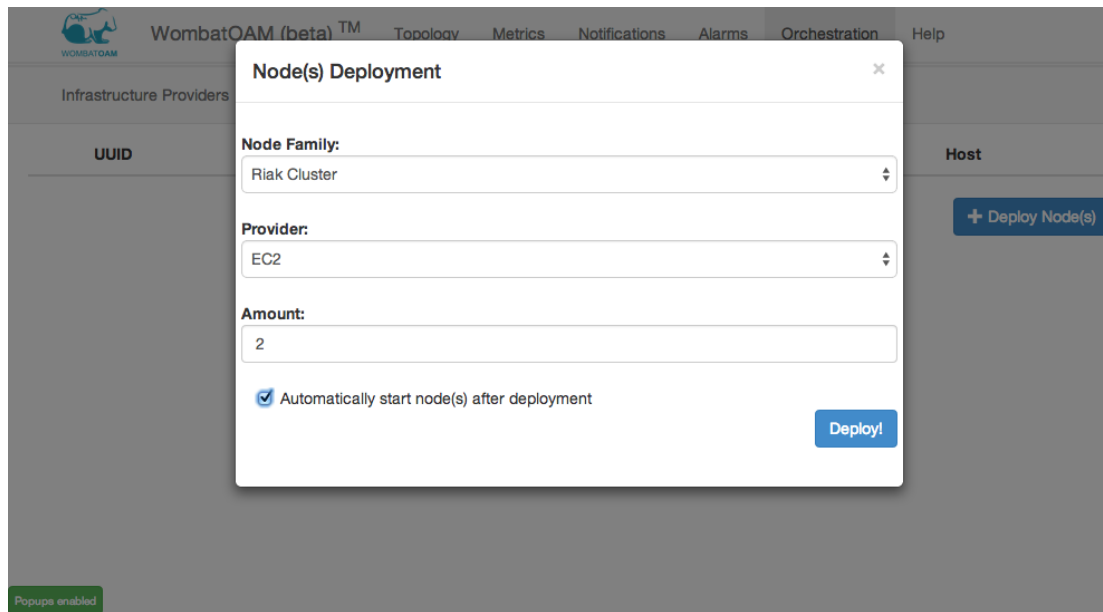 WombatOAM (beta) TM Topology Metrics Notifications Alarms Orchestration Help
WOMBATOAM
Node(s) Deployment ×
Infrastructure Providers
Node Family:
UUID Host
Riak Cluster
+ Deploy Node(s)
Provider:
EC2
Amount:
2
Automatically start node(s) after deployment
Deploy!
Popups enabled